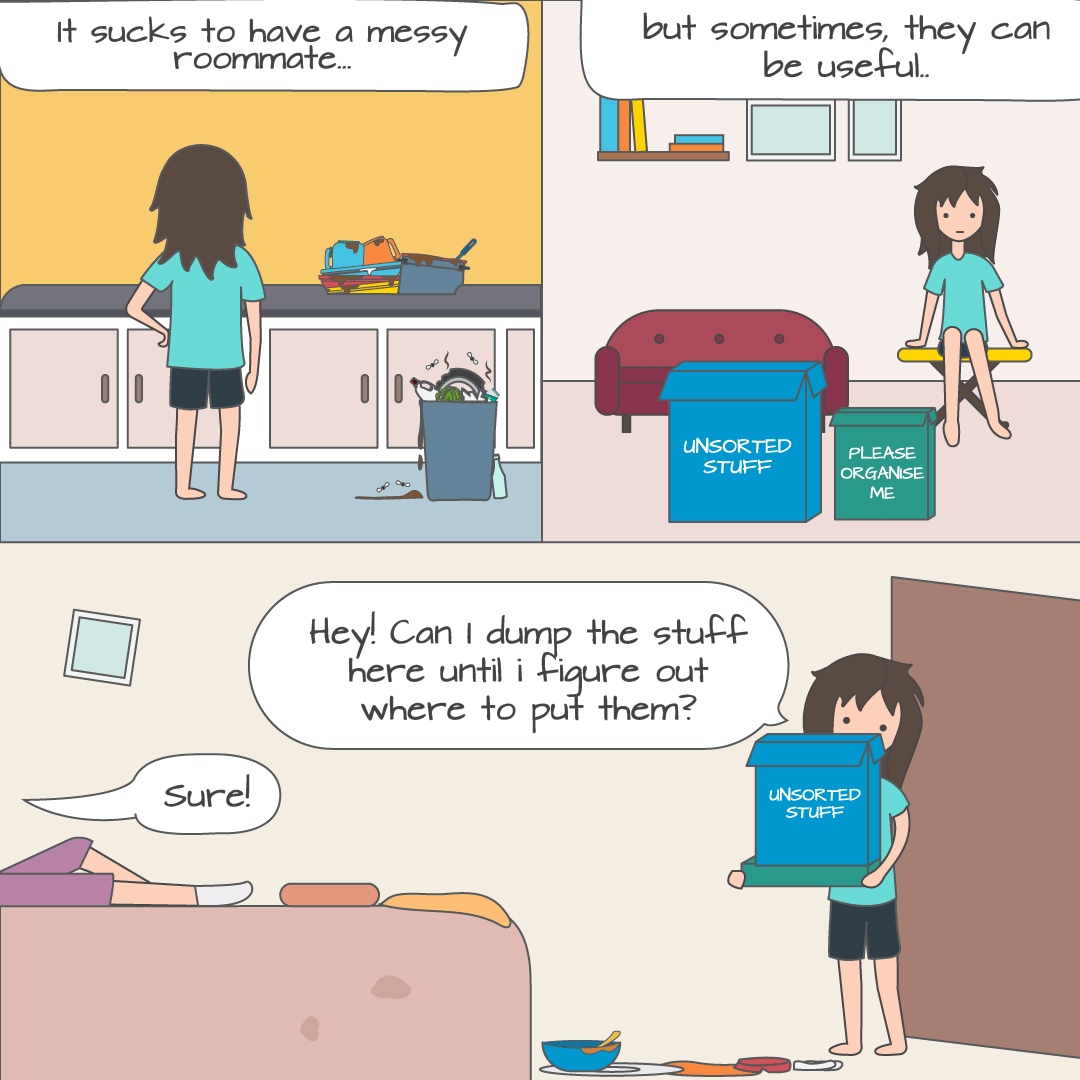 It sucks to have a messy
roommate...
but sometimes, they can
be useful..
UNSORTED
STUFF
PLEASE
ORGANISE
ME
Hey! Can I dump the stuff
here until i figure out
where to put them?
UNSORTED
STUFF
Sure!